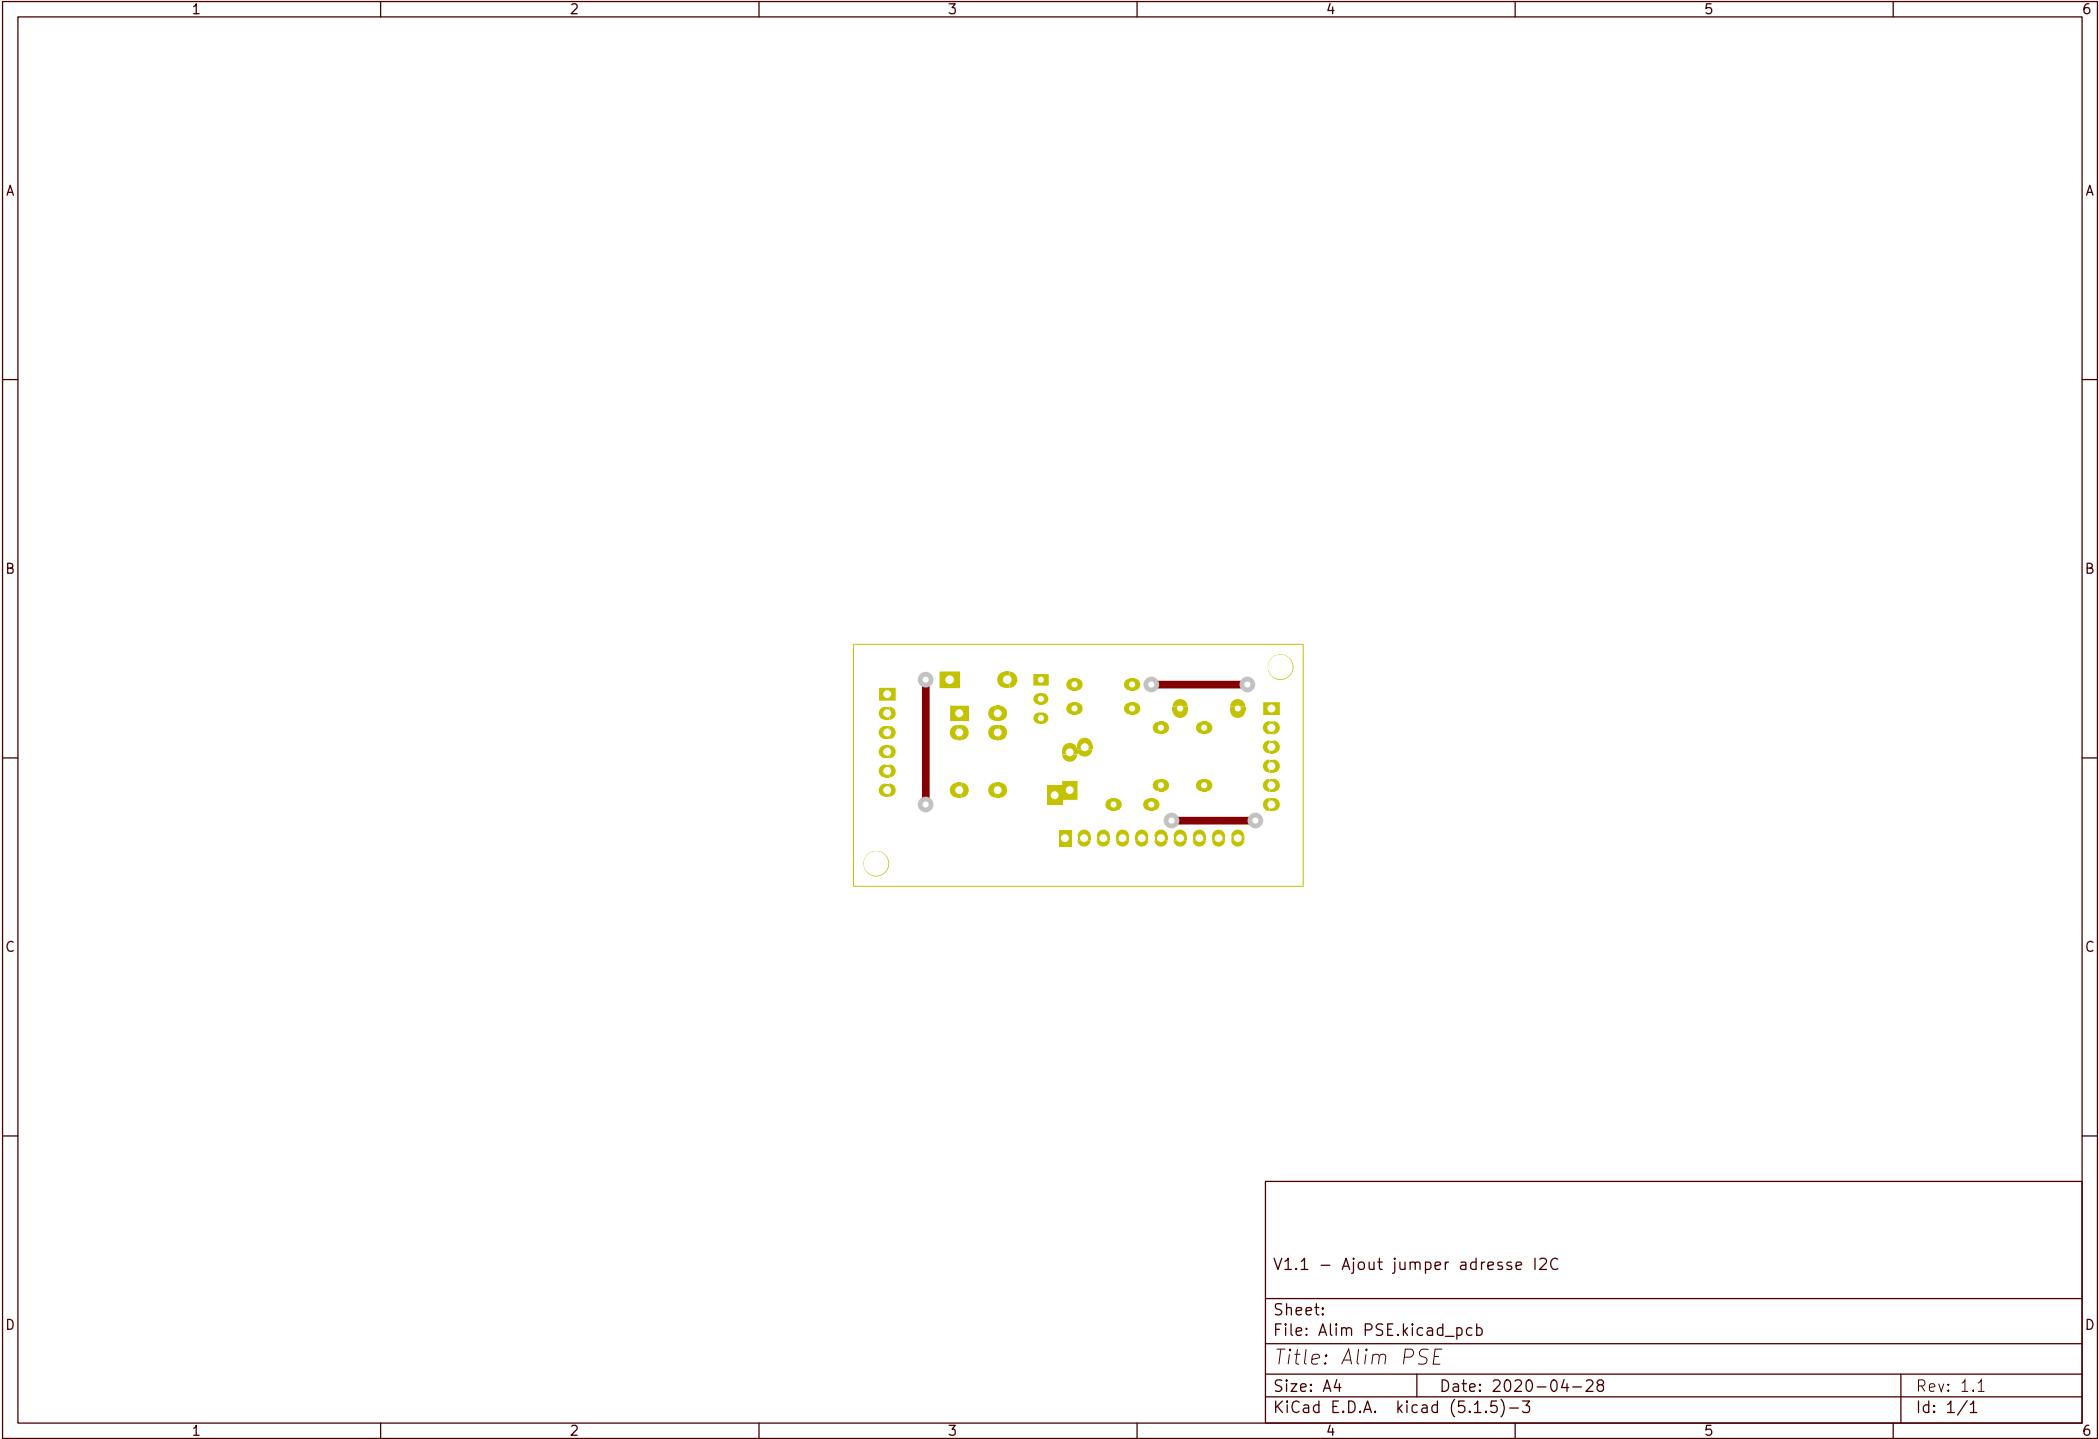 1 2 3 4 5 6
A A
B B
C C
V1.1 – Ajout jumper adresse I2C
Sheet:
File: Alim PSE.kicad_pcb
D D
Title: Alim PSE
Size: A4 Date: 2020-04-28 Rev: 1.1
KiCad E.D.A. kicad (5.1.5)-3 Id: 1/1
1 2 3 4 5 6